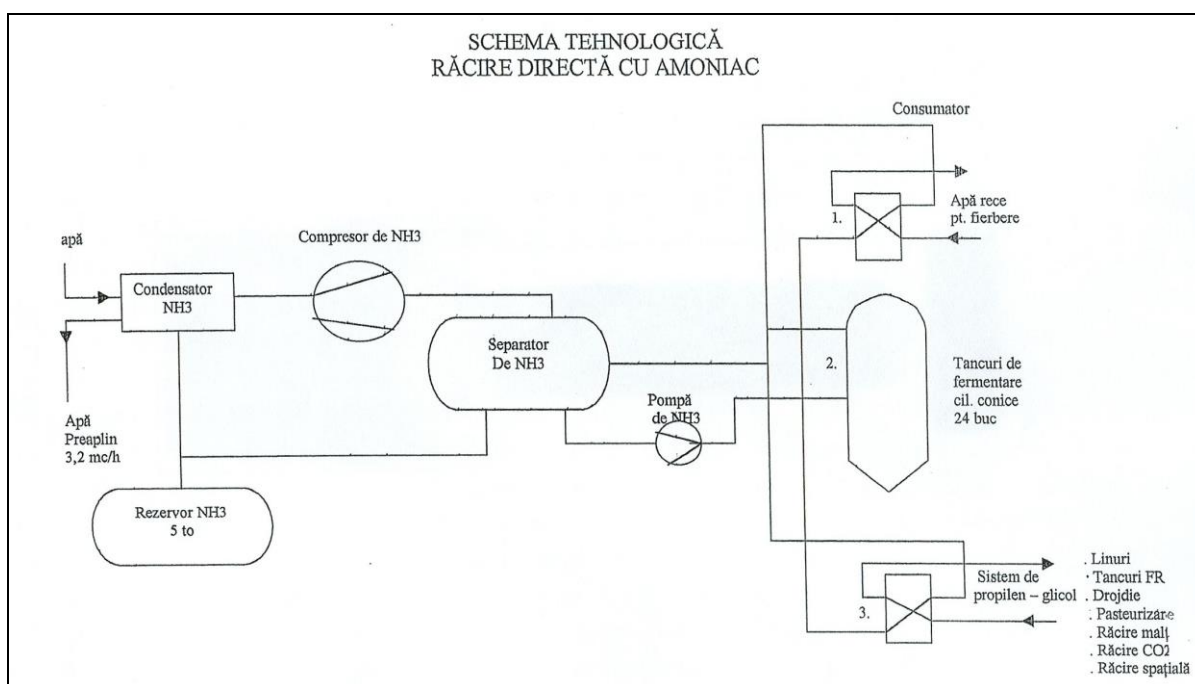 SCHEMA TEHNOLOGICĂ
RĂCIRE DIRECTĂ CU AMONIAC
Consumator
1.
Apă rece
pt. fierbere
apă
Compresor de NH3
Condensator
NH3
Separator
De NH3
2.
Tancuri de
fermentare
cil. conice
24 buc
Pompă
de NH3
Apă
Preaplin
3,2 mc/h
Rezervor NH3
5 to
3.
Sistem de
propilen – glicol
. Linuri
. Tancuri FR
. Drojdie
. Pasteurizare
. Răcire malț
. Răcire CO2
. Răcire spațială